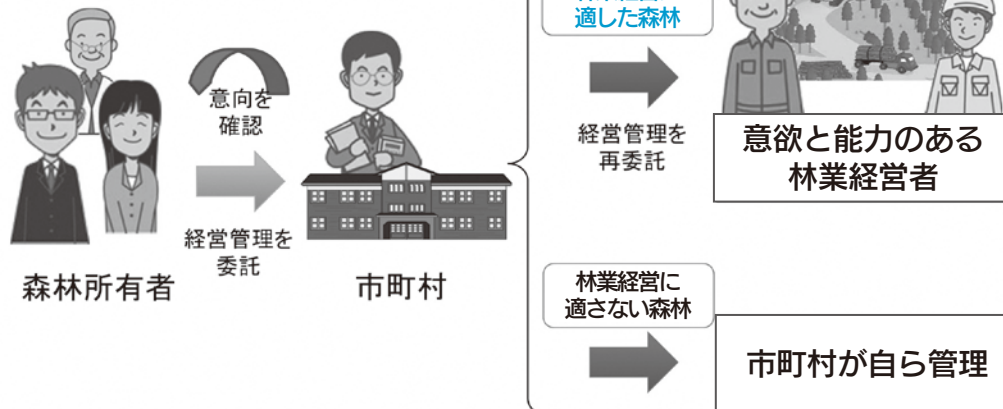 適した森林
意向を
確認
経営管理を
委託
森林所有者
市町村
経営管理を
再委託
意欲と能力のある
林業経営者
林業経営に
適さない森林
市町村が自ら管理